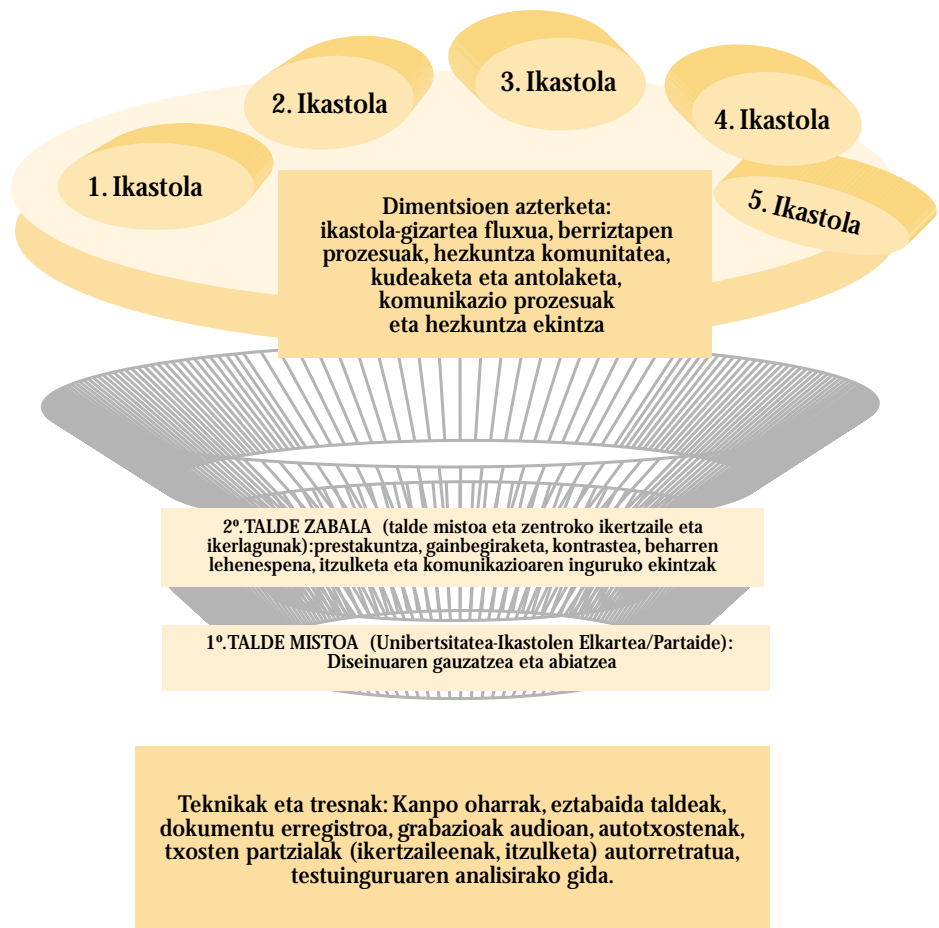 1. Ikastola
2. Ikastola
3. Ikastola
4. Ikastola
5. Ikastola
Dimentsioen azterketa:
ikastola-gizartea fluxua, berriztapen
prozesuak, hezkuntza komunitatea,
kudeaketa eta antolaketa,
komunikazio prozesuak
eta hezkuntza ekintza
2º.TALDE ZABALA (talde mistoa eta zentroko ikertzaile eta
ikerlagunak):prestakuntza, gainbegiraketa, kontrastea, beharren
lehenespena, itzulketa eta komunikazioaren inguruko ekintzak
1º.TALDE MISTOA (Unibertsitatea-Ikastolen Elkartea/Partaide):
Diseinuaren gauzatzea eta abiatzea
Teknikak eta tresnak: Kanpo oharrak, eztabaida taldeak,
dokumentu erregistroa, grabazioak audioan, autotxostenak,
txosten partzialak (ikertzaileenak, itzulketa) autorretratua,
testuinguruaren analisirako gida.